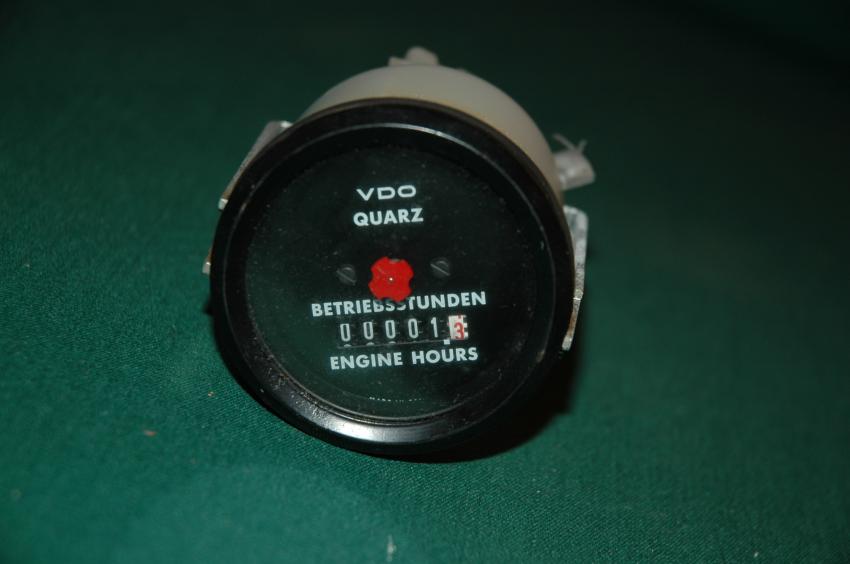 VDO
QUARZ
BETRIEBSSTUNDEN
000013
ENGINE HOURS